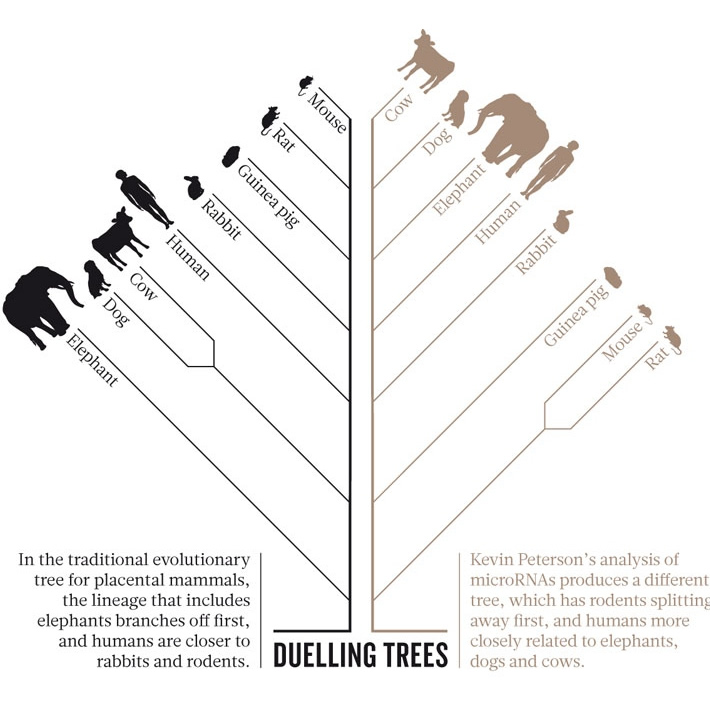 Mouse
Rat
Guinea pig
Rabbit
Human
Cow
Dog
Elephant
Cow
Dog
Elephant
Human
Rabbit
Guinea pig
Mouse
Rat
In the traditional evolutionary
tree for placental mammals,
the lineage that includes
elephants branches off first,
and humans are closer to
rabbits and rodents.
DUELLING TREES
Kevin Peterson's analysis of
microRNAs produces a different
tree, which has rodents splitting
away first, and humans more
closely related to elephants,
dogs and cows.